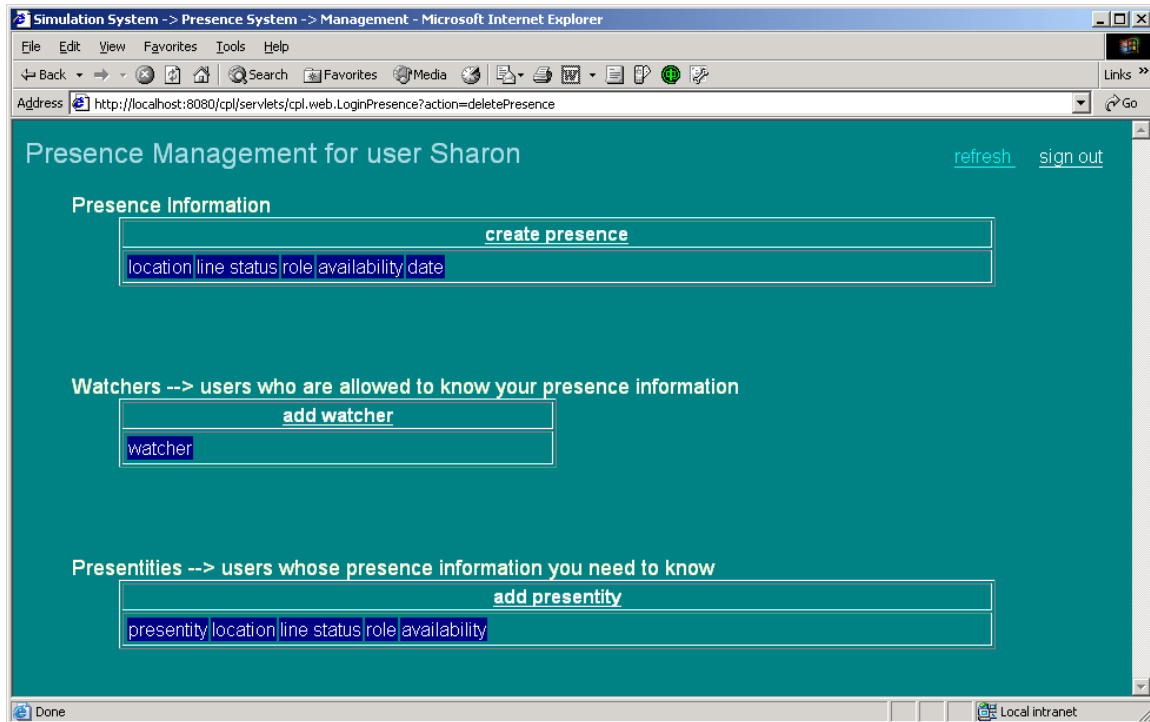 Simulation System -> Presence System -> Management - Microsoft Internet Explorer
File Edit View Favorites Tools Help
Back Search Favorites Media Links »
Address http://localhost:8080/cpl/servlets/cpl.web.LoginPresence?action=deletePresence Go
Presence Management for user Sharon refresh sign out
Presence Information
create presence
location line status role availability date
Watchers --> users who are allowed to know your presence information
add watcher
watcher
Presentities --> users whose presence information you need to know
add presentity
presentity location line status role availability
Done Local intranet